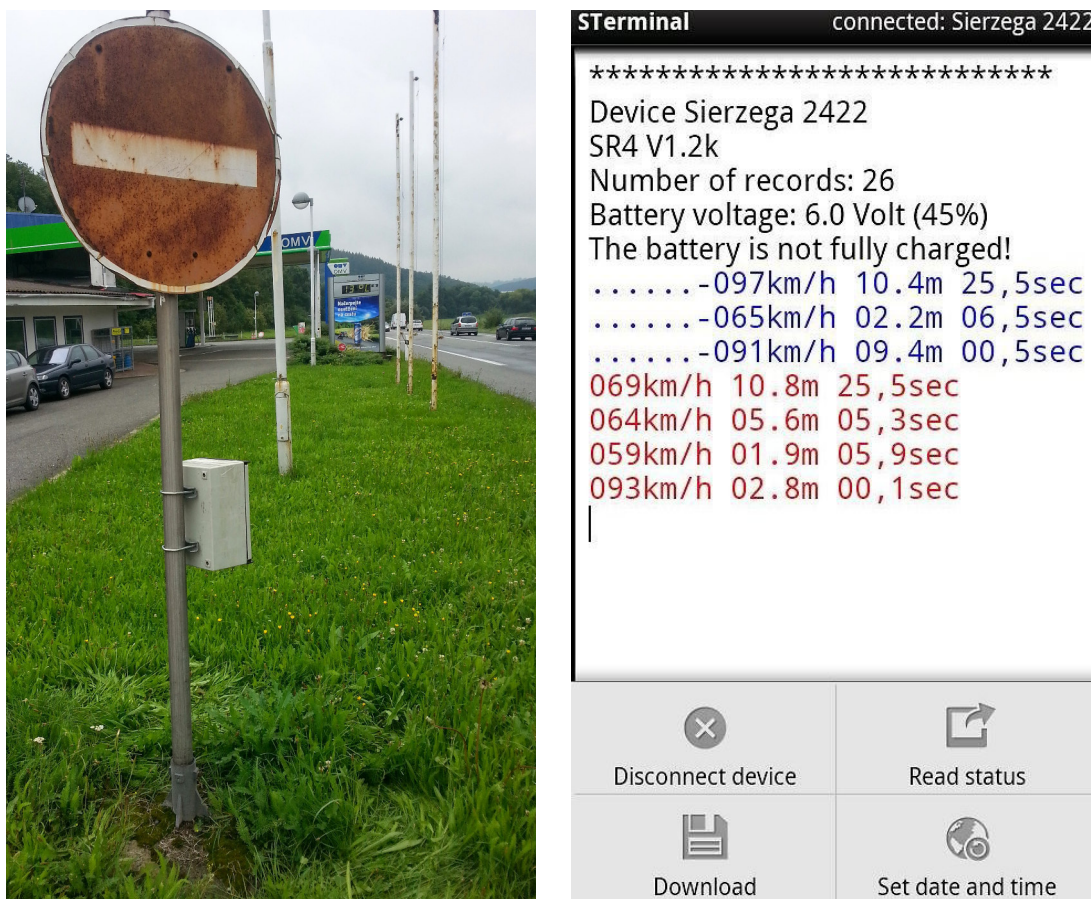 OMV
OMV
Načerpejte
osvěžení
STerminal connected: Sierzega 2422
****************************
Device Sierzega 2422
SR4 V1.2k
Number of records: 26
Battery voltage: 6.0 Volt (45%)
The battery is not fully charged!
......-097km/h 10.4m 25,5sec
......-065km/h 02.2m 06,5sec
......-091km/h 09.4m 00,5sec
069km/h 10.8m 25,5sec
064km/h 05.6m 05,3sec
059km/h 01.9m 05,9sec
093km/h 02.8m 00,1sec
Disconnect device Read status
Download Set date and time